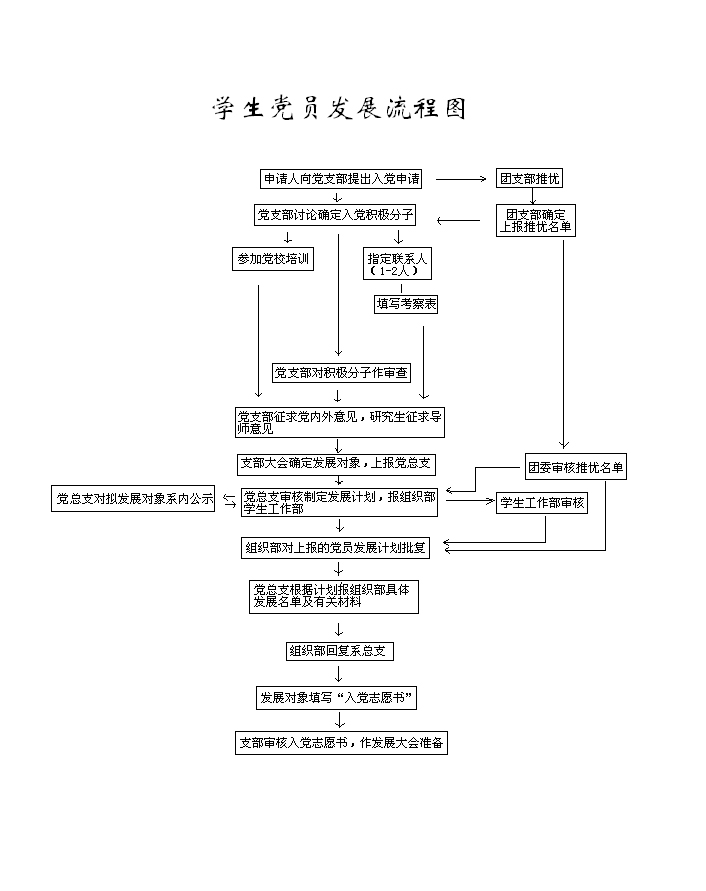 学生党员发展流程图
申请人向党支部提出入党申请
团支部推优
党支部讨论确定入党积极分子
团支部确定
上报推优名单
参加党校培训
指定联系人
（1-2人）
填写考察表
党支部对积极分子作审查
党支部征求党内外意见，研究生征求导
师意见
支部大会确定发展对象，上报党总支
团委审核推优名单
党总支对拟发展对象系内公示
党总支审核制定发展计划，报组织部
学生工作部
学生工作部审核
组织部对上报的党员发展计划批复
党总支根据计划报组织部具体
发展名单及有关材料
组织部回复系总支
发展对象填写“入党志愿书”
支部审核入党志愿书，作发展大会准备